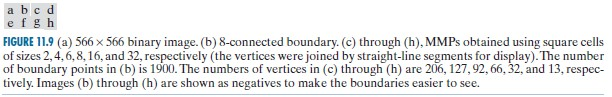 a b c d
e f g h
FIGURE 11.9 (a) 566 × 566 binary image. (b) 8-connected boundary. (c) through (h), MMPs obtained using square cells
of sizes 2, 4, 6, 8, 16, and 32, respectively (the vertices were joined by straight-line segments for display). The number
of boundary points in (b) is 1900. The numbers of vertices in (c) through (h) are 206, 127, 92, 66, 32, and 13, respec-
tively. Images (b) through (h) are shown as negatives to make the boundaries easier to see.